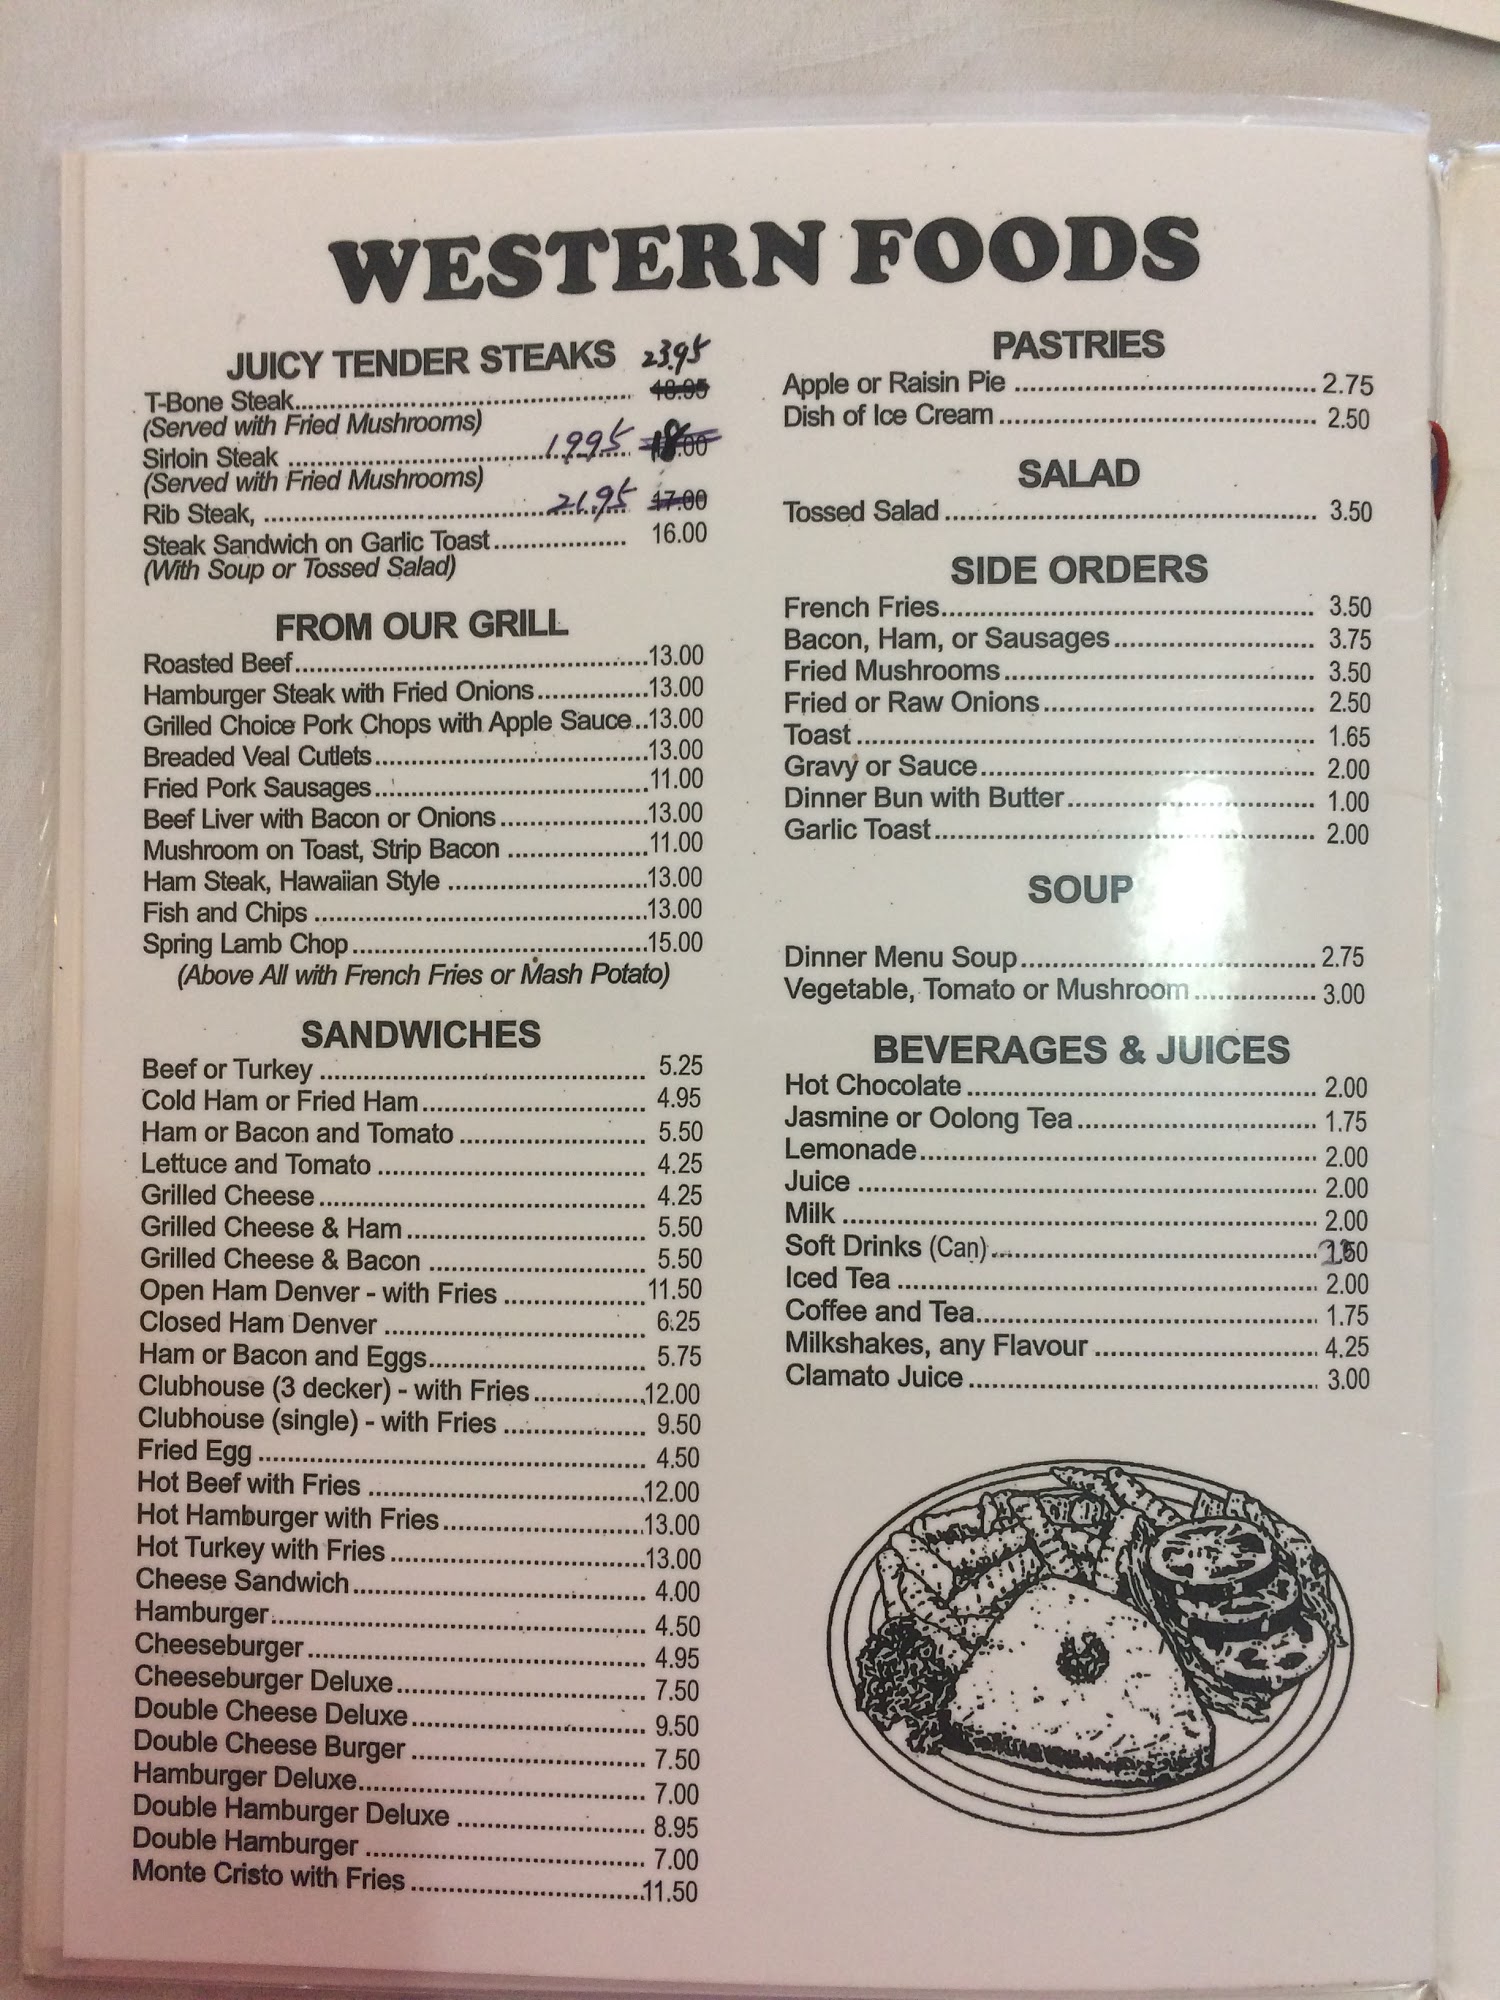 WESTERN FOODS
JUICY TENDER STEAKS 23.95
T-Bone Steak 18.95
(Served with Fried Mushrooms)
Sirloin Steak 19.95 18.00
(Served with Fried Mushrooms)
Rib Steak, 21.95 17.00
Steak Sandwich on Garlic Toast 16.00
(With Soup or Tossed Salad)
FROM OUR GRILL
Roasted Beef 13.00
Hamburger Steak with Fried Onions 13.00
Grilled Choice Pork Chops with Apple Sauce 13.00
Breaded Veal Cutlets 13.00
Fried Pork Sausages 11.00
Beef Liver with Bacon or Onions 13.00
Mushroom on Toast, Strip Bacon 11.00
Ham Steak, Hawaiian Style 13.00
Fish and Chips 13.00
Spring Lamb Chop 15.00
(Above All with French Fries or Mash Potato)
SANDWICHES
Beef or Turkey 5.25
Cold Ham or Fried Ham 4.95
Ham or Bacon and Tomato 5.50
Lettuce and Tomato 4.25
Grilled Cheese 4.25
Grilled Cheese & Ham 5.50
Grilled Cheese & Bacon 5.50
Open Ham Denver - with Fries 11.50
Closed Ham Denver 6.25
Ham or Bacon and Eggs 5.75
Clubhouse (3 decker) - with Fries 12.00
Clubhouse (single) - with Fries 9.50
Fried Egg 4.50
Hot Beef with Fries 12.00
Hot Hamburger with Fries 13.00
Hot Turkey with Fries 13.00
Cheese Sandwich 4.00
Hamburger 4.50
Cheeseburger 4.95
Cheeseburger Deluxe 7.50
Double Cheese Deluxe 9.50
Double Cheese Burger 7.50
Hamburger Deluxe 7.00
Double Hamburger Deluxe 8.95
Double Hamburger 7.00
Monte Cristo with Fries 11.50
PASTRIES
Apple or Raisin Pie 2.75
Dish of Ice Cream 2.50
SALAD
Tossed Salad 3.50
SIDE ORDERS
French Fries 3.50
Bacon, Ham, or Sausages 3.75
Fried Mushrooms 3.50
Fried or Raw Onions 2.50
Toast 1.65
Gravy or Sauce 2.00
Dinner Bun with Butter 1.00
Garlic Toast 2.00
SOUP
Dinner Menu Soup 2.75
Vegetable, Tomato or Mushroom 3.00
BEVERAGES & JUICES
Hot Chocolate 2.00
Jasmine or Oolong Tea 1.75
Lemonade 2.00
Juice 2.00
Milk 2.00
Soft Drinks (Can)
Iced Tea 2.00
Coffee and Tea 1.75
Milkshakes, any Flavour 4.25
Clamato Juice 3.00